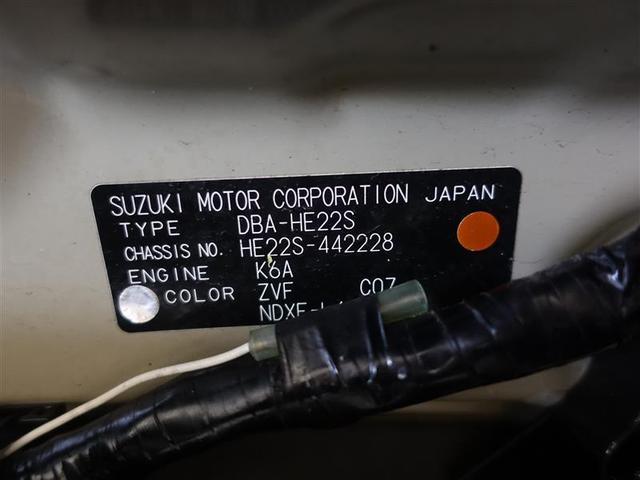 SUZUKI MOTOR CORPORATION JAPAN
TYPE DBA-HE22S
CHASSIS NO. HE22S-442228
ENGINE K6A
COLOR ZVF C07